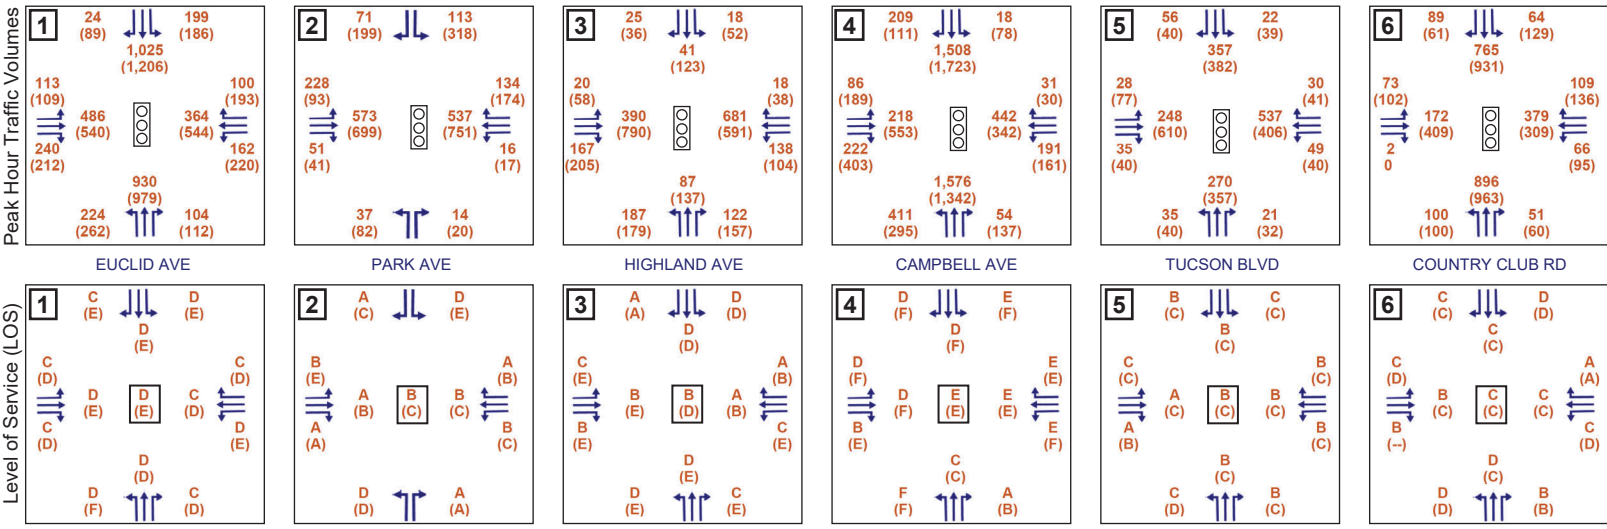 Peak Hour Traffic Volumes
1
24
(89)
199
(186)
1,025
(1,206)
113
(109)
100
(193)
486
(540)
364
(544)
240
(212)
162
(220)
930
(979)
224
(262)
104
(112)
2
71
(199)
113
(318)
228
(93)
134
(174)
573
(699)
537
(751)
51
(41)
16
(17)
37
(82)
14
(20)
3
25
(36)
18
(52)
41
(123)
20
(58)
18
(38)
390
(790)
681
(591)
167
(205)
138
(104)
87
(137)
187
(179)
122
(157)
4
209
(111)
18
(78)
1,508
(1,723)
86
(189)
31
(30)
218
(553)
442
(342)
222
(403)
191
(161)
1,576
(1,342)
411
(295)
54
(137)
5
56
(40)
22
(39)
357
(382)
28
(77)
30
(41)
248
(610)
537
(406)
35
(40)
49
(40)
270
(357)
35
(40)
21
(32)
6
89
(61)
64
(129)
765
(931)
73
(102)
109
(136)
172
(409)
379
(309)
2
0
66
(95)
896
(963)
100
(100)
51
(60)
EUCLID AVE
PARK AVE
HIGHLAND AVE
CAMPBELL AVE
TUCSON BLVD
COUNTRY CLUB RD
Level of Service (LOS)
1
C
(E)
D
(E)
D
(E)
C
(D)
C
(D)
D
(E)
D
(E)
C
(D)
C
(D)
D
(E)
D
(D)
D
(F)
C
(D)
2
A
(C)
D
(E)
B
(E)
A
(B)
A
(B)
B
(C)
B
(C)
A
(A)
B
(C)
D
(D)
A
(A)
3
A
(A)
D
(D)
D
(D)
C
(E)
A
(B)
B
(E)
B
(D)
A
(B)
B
(E)
C
(E)
D
(E)
D
(E)
C
(E)
4
D
(F)
E
(F)
D
(F)
D
(F)
E
(E)
D
(F)
E
(E)
E
(E)
B
(E)
E
(F)
C
(C)
F
(F)
A
(B)
5
B
(C)
C
(C)
B
(C)
C
(C)
B
(C)
A
(C)
B
(C)
B
(C)
A
(B)
B
(C)
B
(C)
C
(D)
B
(C)
6
C
(C)
D
(D)
C
(C)
C
(D)
A
(A)
B
(C)
C
(C)
C
(C)
B
(--)
C
(D)
D
(C)
D
(D)
B
(B)